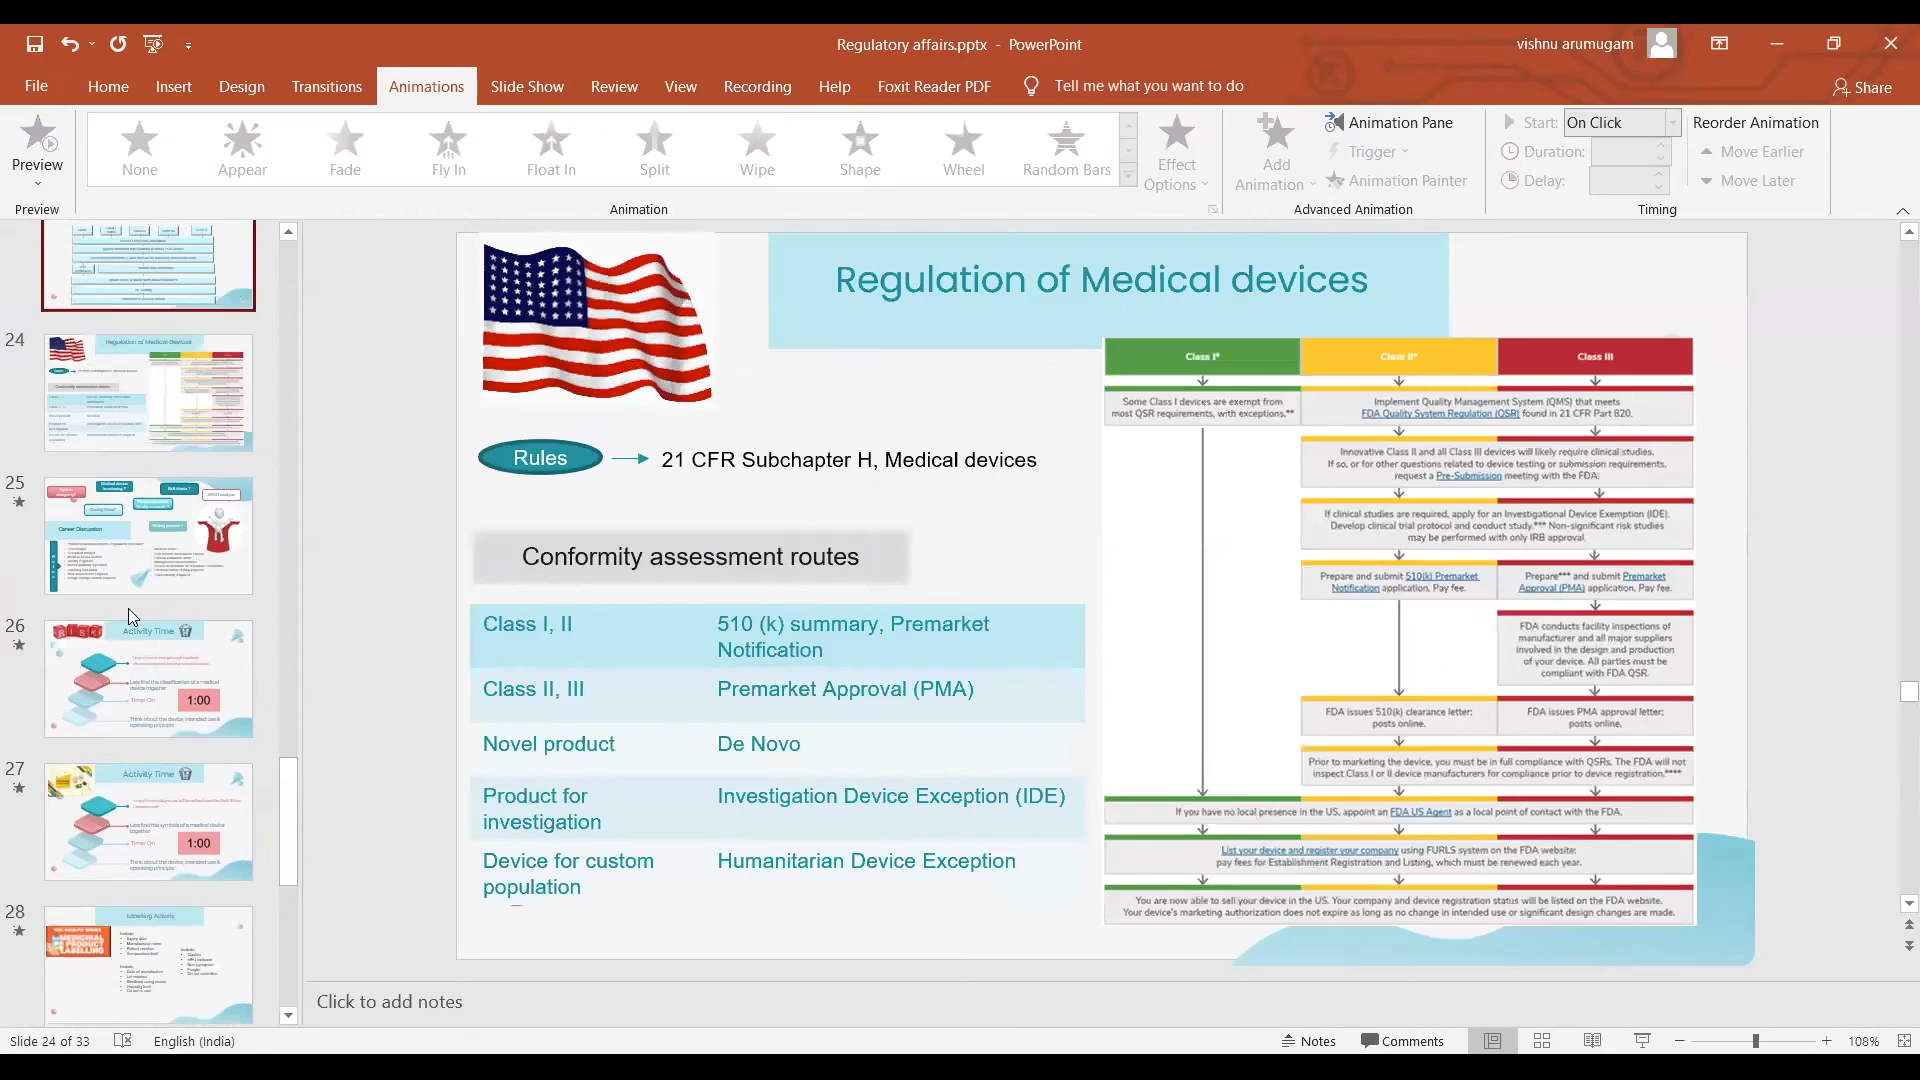 Regulatory affairs.pptx - PowerPoint
vishnu arumugam
File
Home
Insert
Design
Transitions
Animations
Slide Show
Review
View
Recording
Help
Foxit Reader PDF
Tell me what you want to do
Share
Preview
Preview
None
Appear
Fade
Fly In
Float In
Split
Wipe
Shape
Wheel
Random Bars
Animation
Effect
Options
Add
Animation
Animation Pane
Trigger
Animation Painter
Advanced Animation
Start: On Click
Duration:
Delay:
Reorder Animation
Move Earlier
Move Later
Timing
24
Regulation of Medical devices
25
Career Discussion
26
Activity Time
Timer On
1:00
27
Activity Time
Timer On
1:00
28
Labelling Activity
Regulation of Medical devices
Rules
21 CFR Subchapter H, Medical devices
Conformity assessment routes
Class I, II
510 (k) summary, Premarket
Notification
Class II, III
Premarket Approval (PMA)
Novel product
De Novo
Product for
investigation
Investigation Device Exception (IDE)
Device for custom
population
Humanitarian Device Exception
Class I*
Class II*
Class III
Some Class I devices are exempt from
most QSR requirements, with exceptions.**
Implement Quality Management System (QMS) that meets
FDA Quality System Regulation (QSR) found in 21 CFR Part 820.
Innovative Class II and all Class III devices will likely require clinical studies.
If so, or for other questions related to device testing or submission requirements,
request a Pre-Submission meeting with the FDA.
If clinical studies are required, apply for an Investigational Device Exemption (IDE).
Develop clinical trial protocol and conduct study.*** Non-significant risk studies
may be performed with only IRB approval.
Prepare and submit 510(k) Premarket
Notification application. Pay fee.
Prepare*** and submit Premarket
Approval (PMA) application. Pay fee.
FDA conducts facility inspections of
manufacturer and all major suppliers
involved in the design and production
of your device. All parties must be
compliant with FDA QSR.
FDA issues 510(k) clearance letter;
posts online.
FDA issues PMA approval letter;
posts online.
Prior to marketing the device, you must be in full compliance with QSRs. The FDA will not
inspect Class I or II device manufacturers for compliance prior to device registration.****
If you have no local presence in the US, appoint an FDA US Agent as a local point of contact with the FDA.
List your device and register your company using FURLS system on the FDA website;
pay fees for Establishment Registration and Listing, which must be renewed each year.
You are now able to sell your device in the US. Your company and device registration status will be listed on the FDA website.
Your device's marketing authorization does not expire as long as no change in intended use or significant design changes are made.
Click to add notes
Slide 24 of 33
English (India)
Notes
Comments
108%